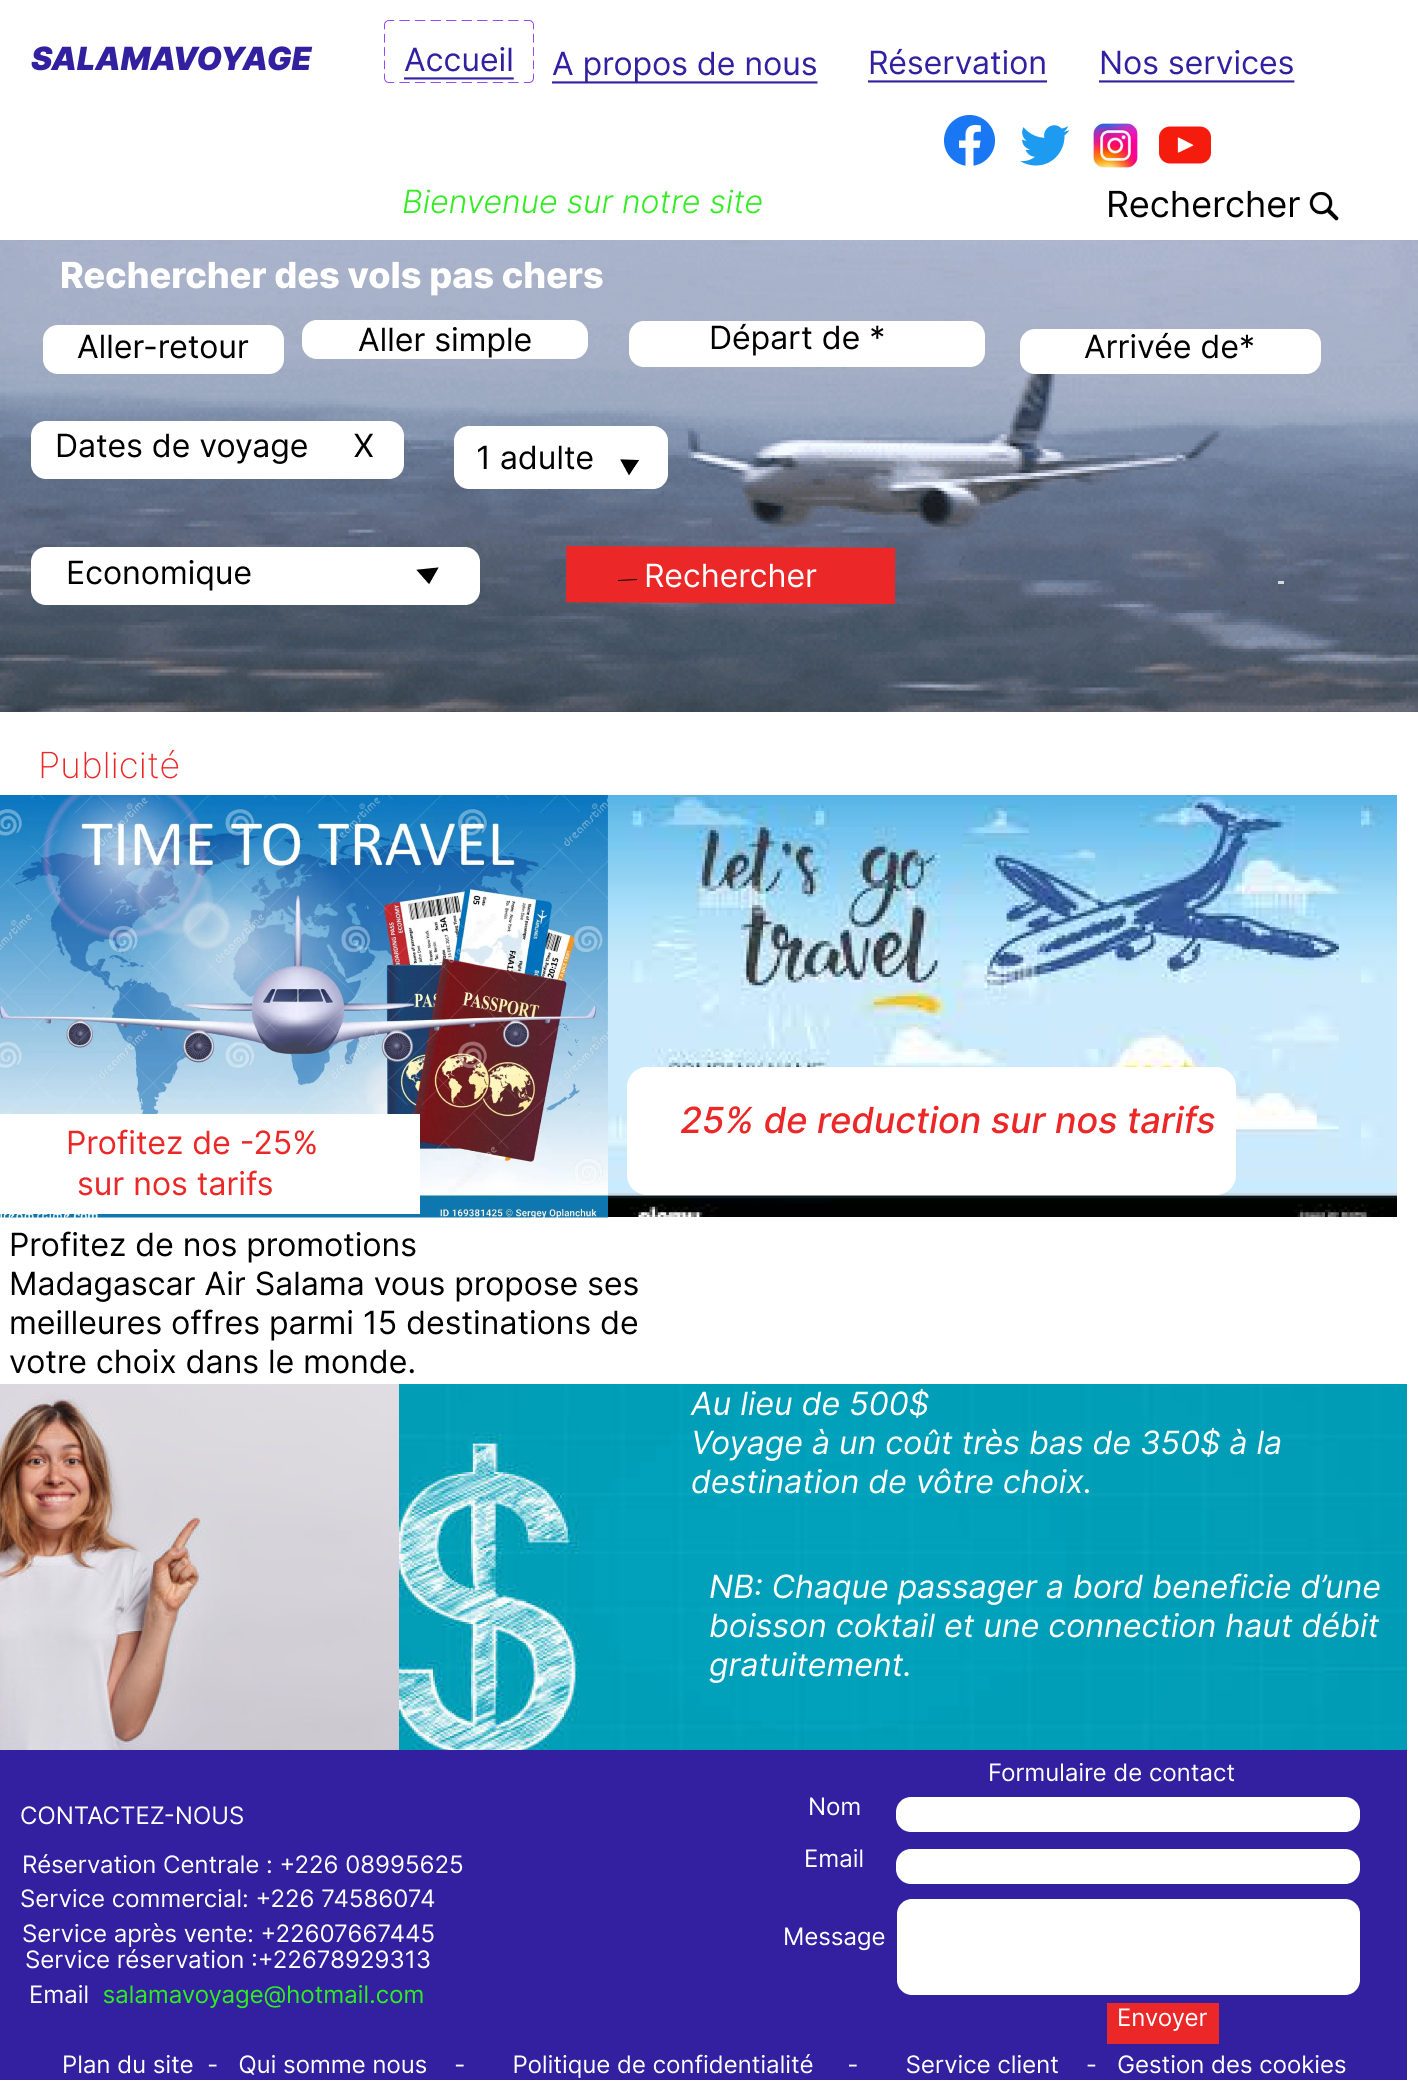 SALAMAVOYAGE
Accueil
A propos de nous
Réservation
Nos services
Bienvenue sur notre site
Rechercher
Rechercher des vols pas chers
Aller-retour
Aller simple
Départ de *
Arrivée de*
Dates de voyage X
1 adulte
Economique
Rechercher
Publicité
TIME TO TRAVEL
PASSPORT
let's go
travel
Profitez de -25%
sur nos tarifs
25% de reduction sur nos tarifs
ID 169381425 © Sergey Oplanchuk
Profitez de nos promotions
Madagascar Air Salama vous propose ses
meilleures offres parmi 15 destinations de
votre choix dans le monde.
Au lieu de 500$
Voyage à un coût très bas de 350$ à la
destination de vôtre choix.
$
NB: Chaque passager a bord beneficie d’une
boisson coktail et une connection haut débit
gratuitement.
CONTACTEZ-NOUS
Réservation Centrale : +226 08995625
Service commercial: +226 74586074
Service après vente: +22607667445
Service réservation :+22678929313
Email salamavoyage@hotmail.com
Formulaire de contact
Nom
Email
Message
Envoyer
Plan du site - Qui somme nous - Politique de confidentialité - Service client - Gestion des cookies